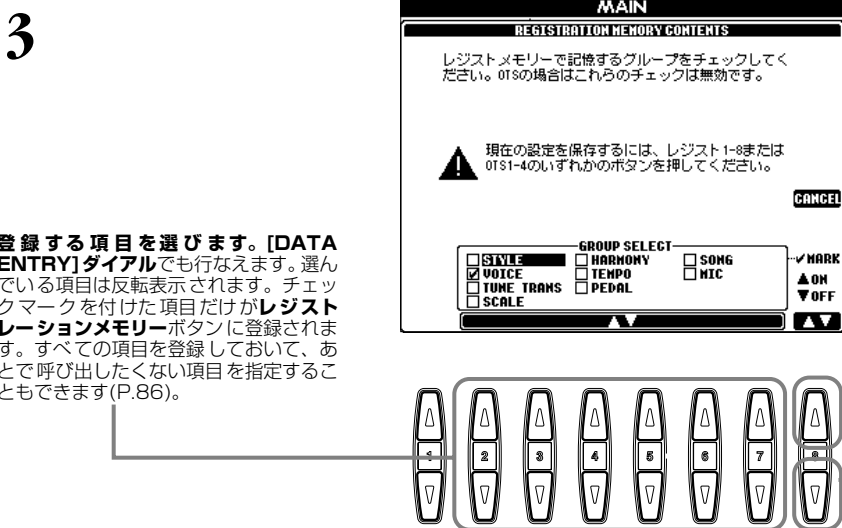 3
MAIN
REGISTRATION MEMORY CONTENTS
レジストメモリーで記憶するグループをチェックしてく
ださい。OTSの場合はこれらのチェックは無効です。
現在の設定を保存するには、レジスト1-8または
OTS1-4のいずれかのボタンを押してください。
CANCEL
GROUP SELECT
STYLE HARMONY SONG
VOICE TEMPO MIC
TUNE TRANS PEDAL
SCALE
MARK
▲ON
▼OFF
▲▼ ▲▼
登録する項目を選びます。[DATA
ENTRY]ダイアルでも行なえます。選ん
でいる項目は反転表示されます。チェッ
クマークを付けた項目だけがレジスト
レーションメモリーボタンに登録されま
す。すべての項目を登録しておいて、あ
とで呼び出したくない項目を指定するこ
ともできます(P.86)。
1 2 3 4 5 6 7 8